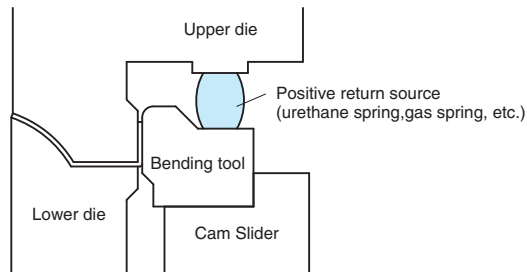 Upper die
Positive return source
(urethane spring,gas spring, etc.)
Bending tool
Lower die
Cam Slider